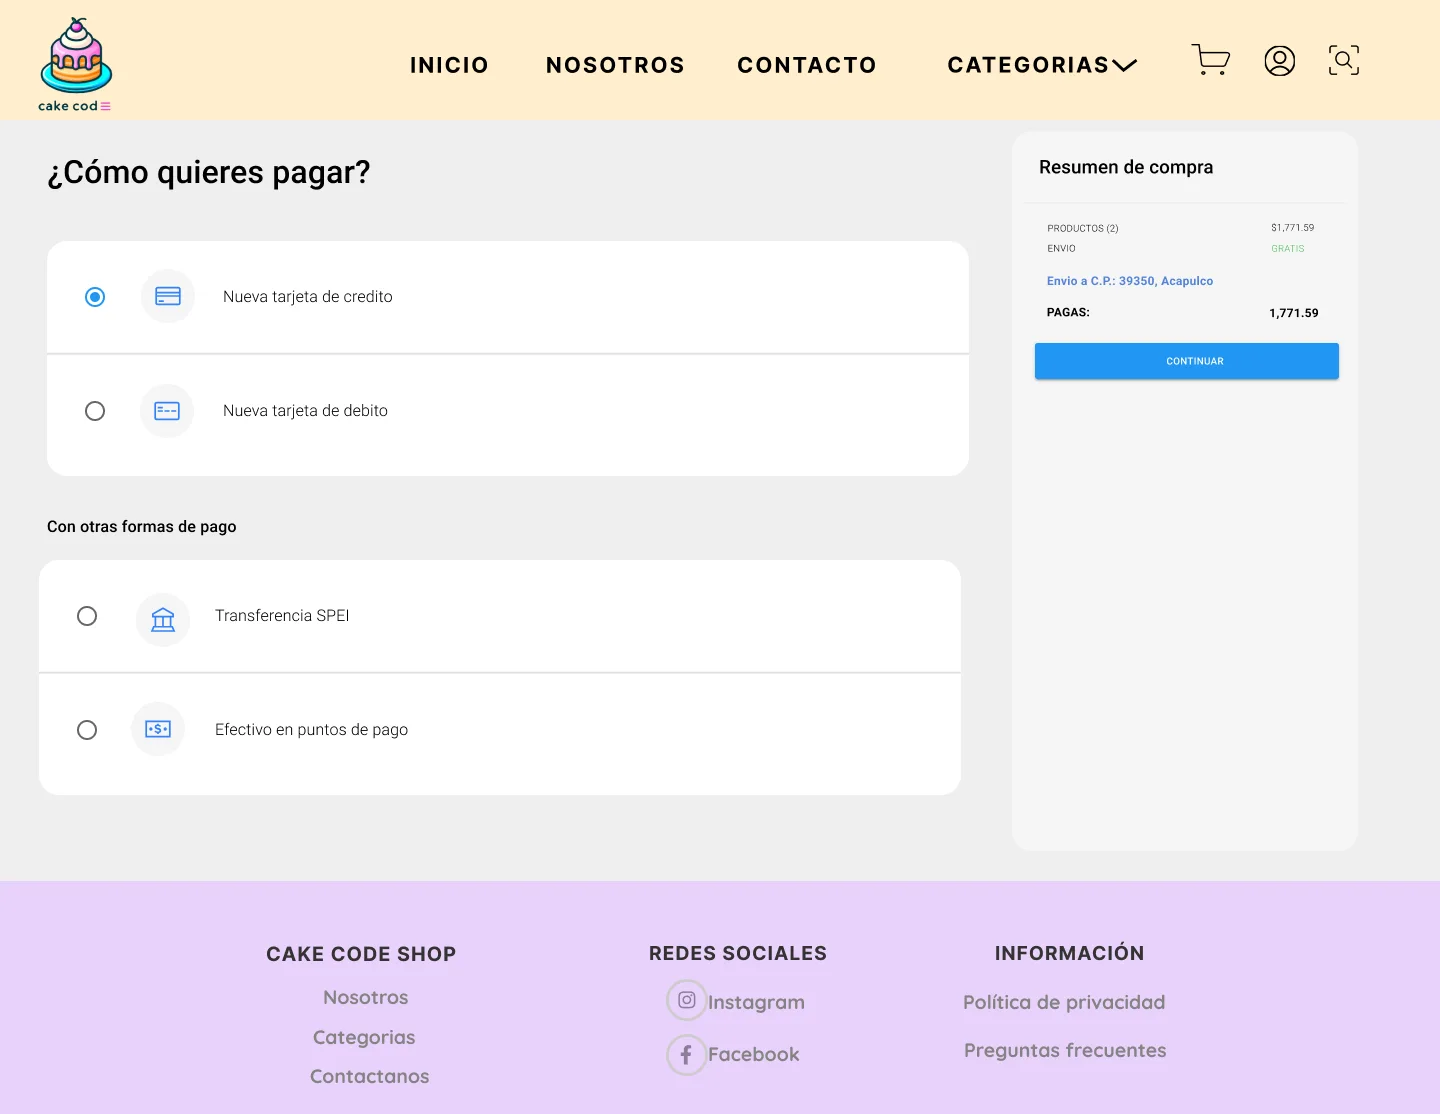 cake cod
INICIO
NOSOTROS
CONTACTO
CATEGORIAS
¿Cómo quieres pagar?
Nueva tarjeta de credito
Nueva tarjeta de debito
Con otras formas de pago
Transferencia SPEI
Efectivo en puntos de pago
Resumen de compra
PRODUCTOS (2) $1,771.59
ENVIO GRATIS
Envio a C.P.: 39350, Acapulco
PAGAS: 1,771.59
CONTINUAR
CAKE CODE SHOP
Nosotros
Categorias
Contactanos
REDES SOCIALES
Instagram
Facebook
INFORMACIÓN
Política de privacidad
Preguntas frecuentes